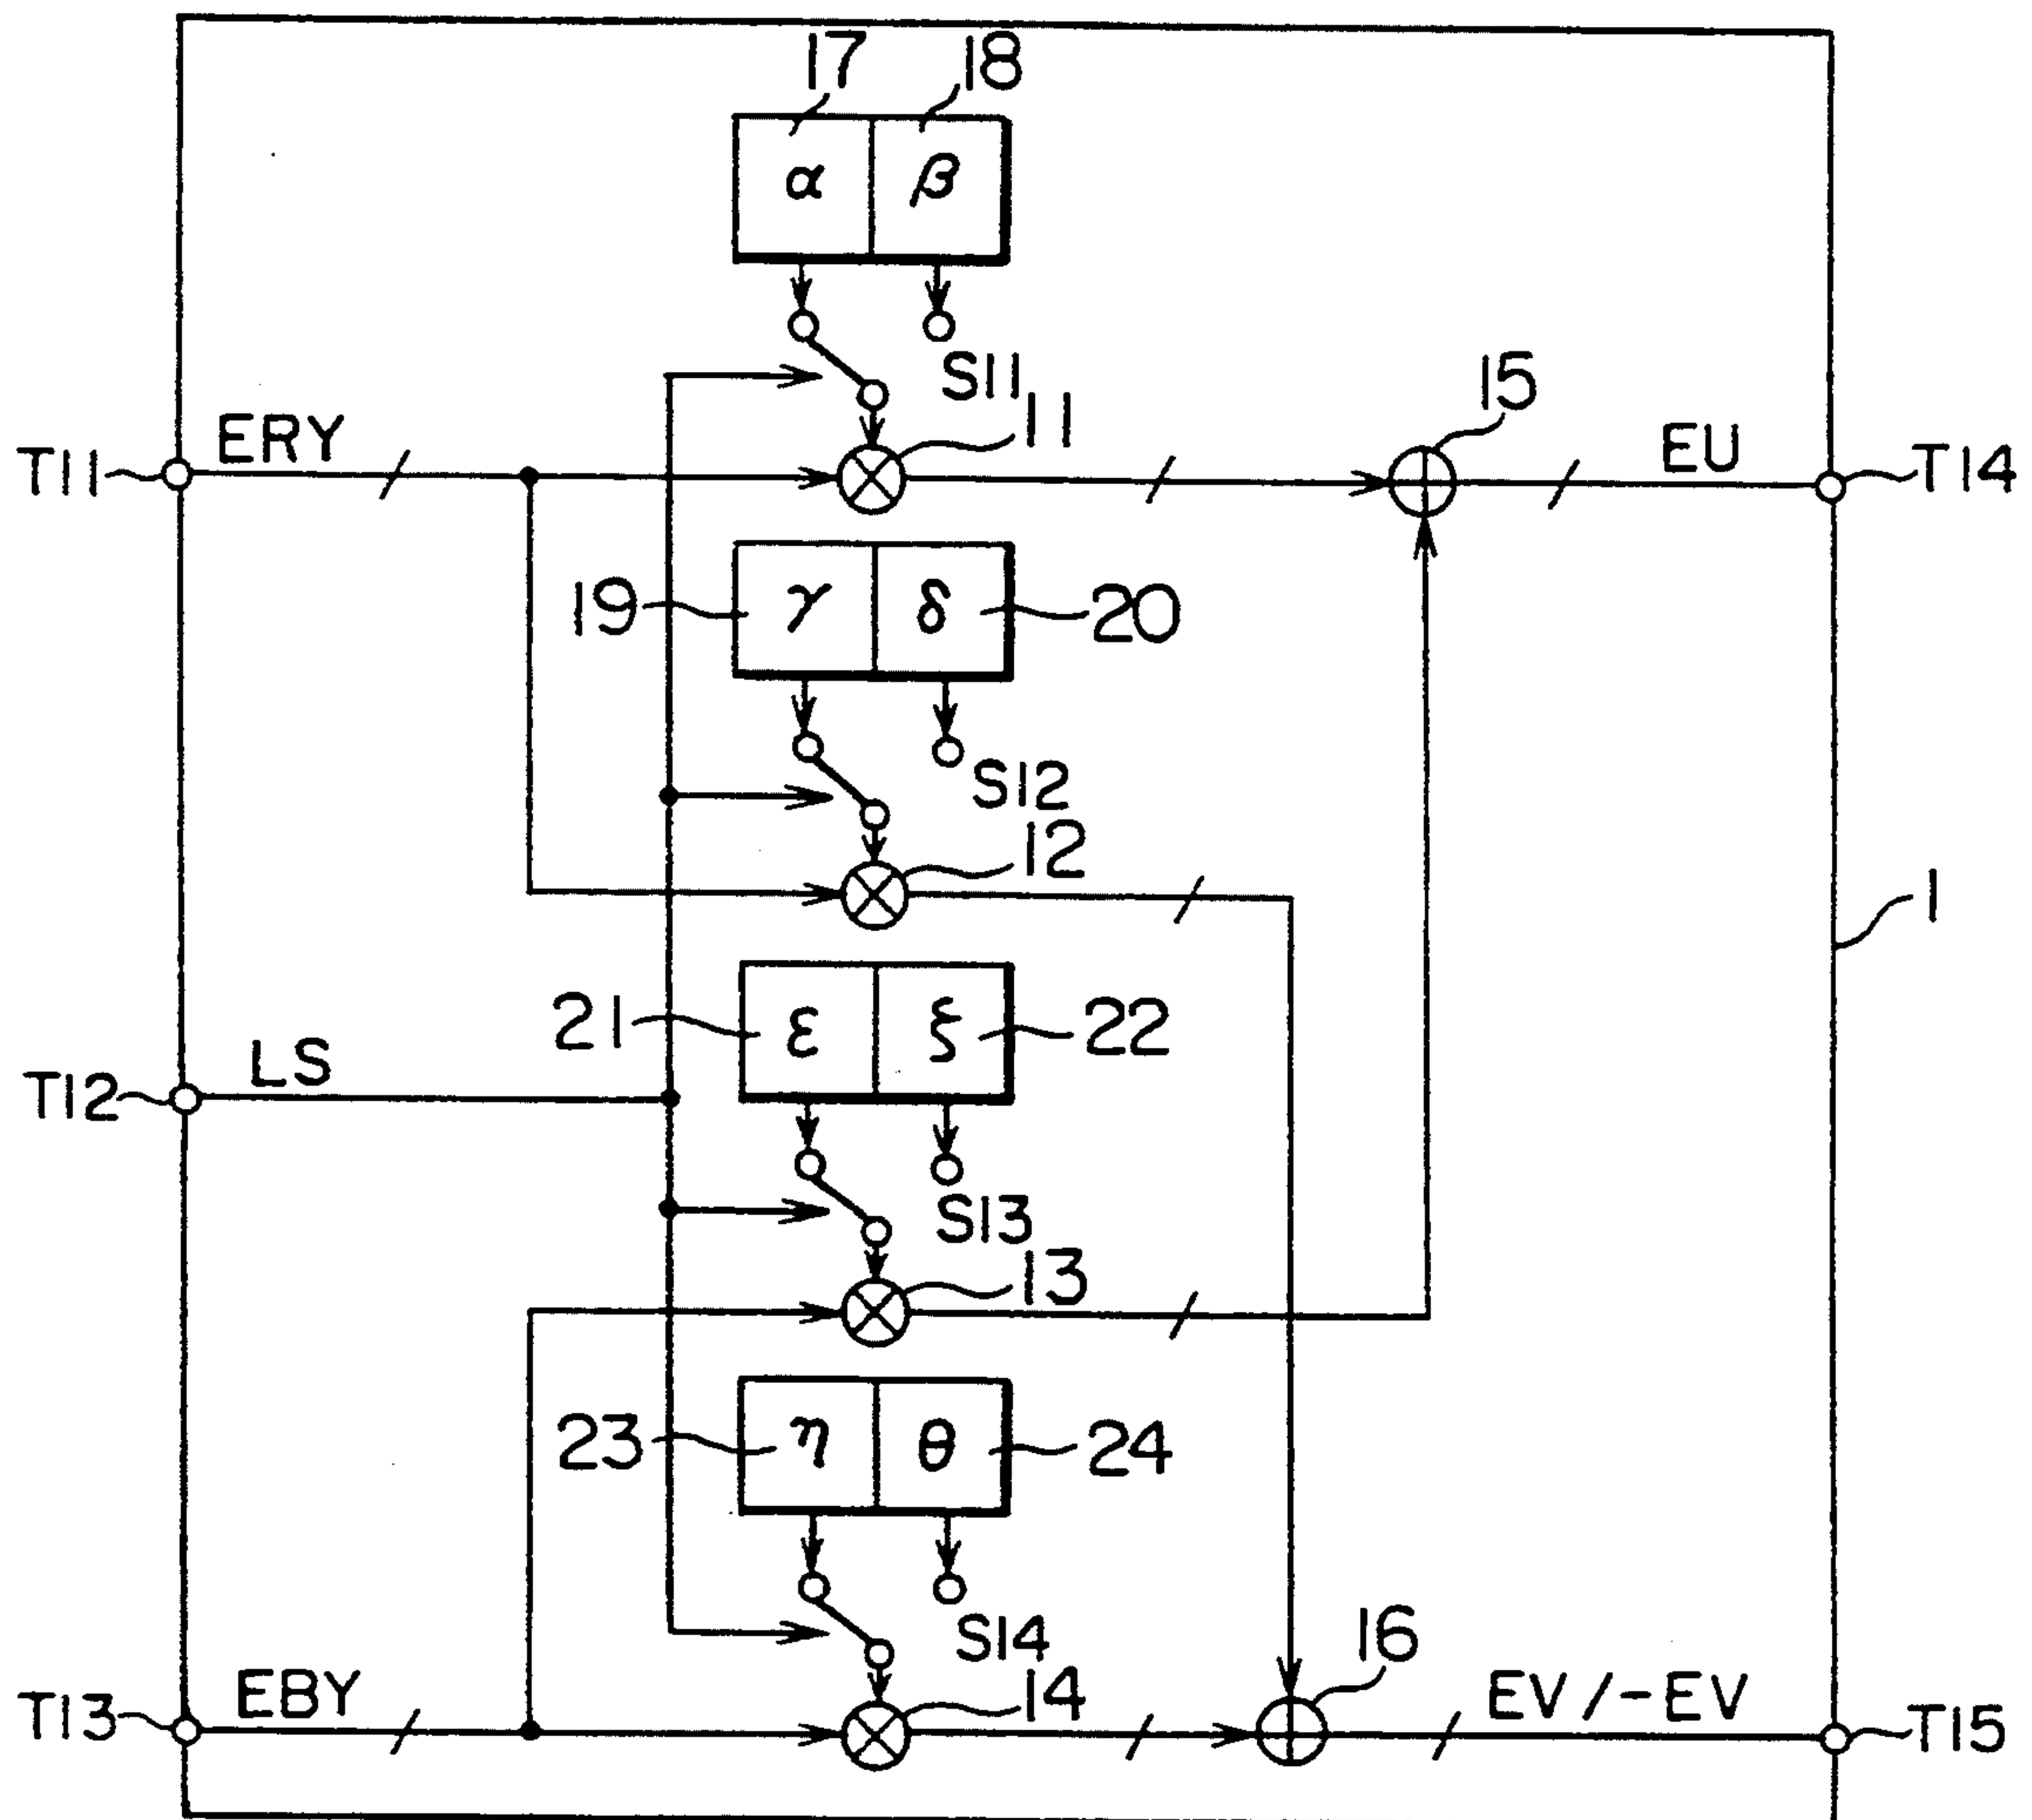 17 18
α β
S11
11
15
T11 ERY EU T14
19 γ δ 20
S12
12
1
21 ε ξ 22
T12 LS
S13
13
23 η θ 24
S14
14
16
T13 EBY EV/-EV T15